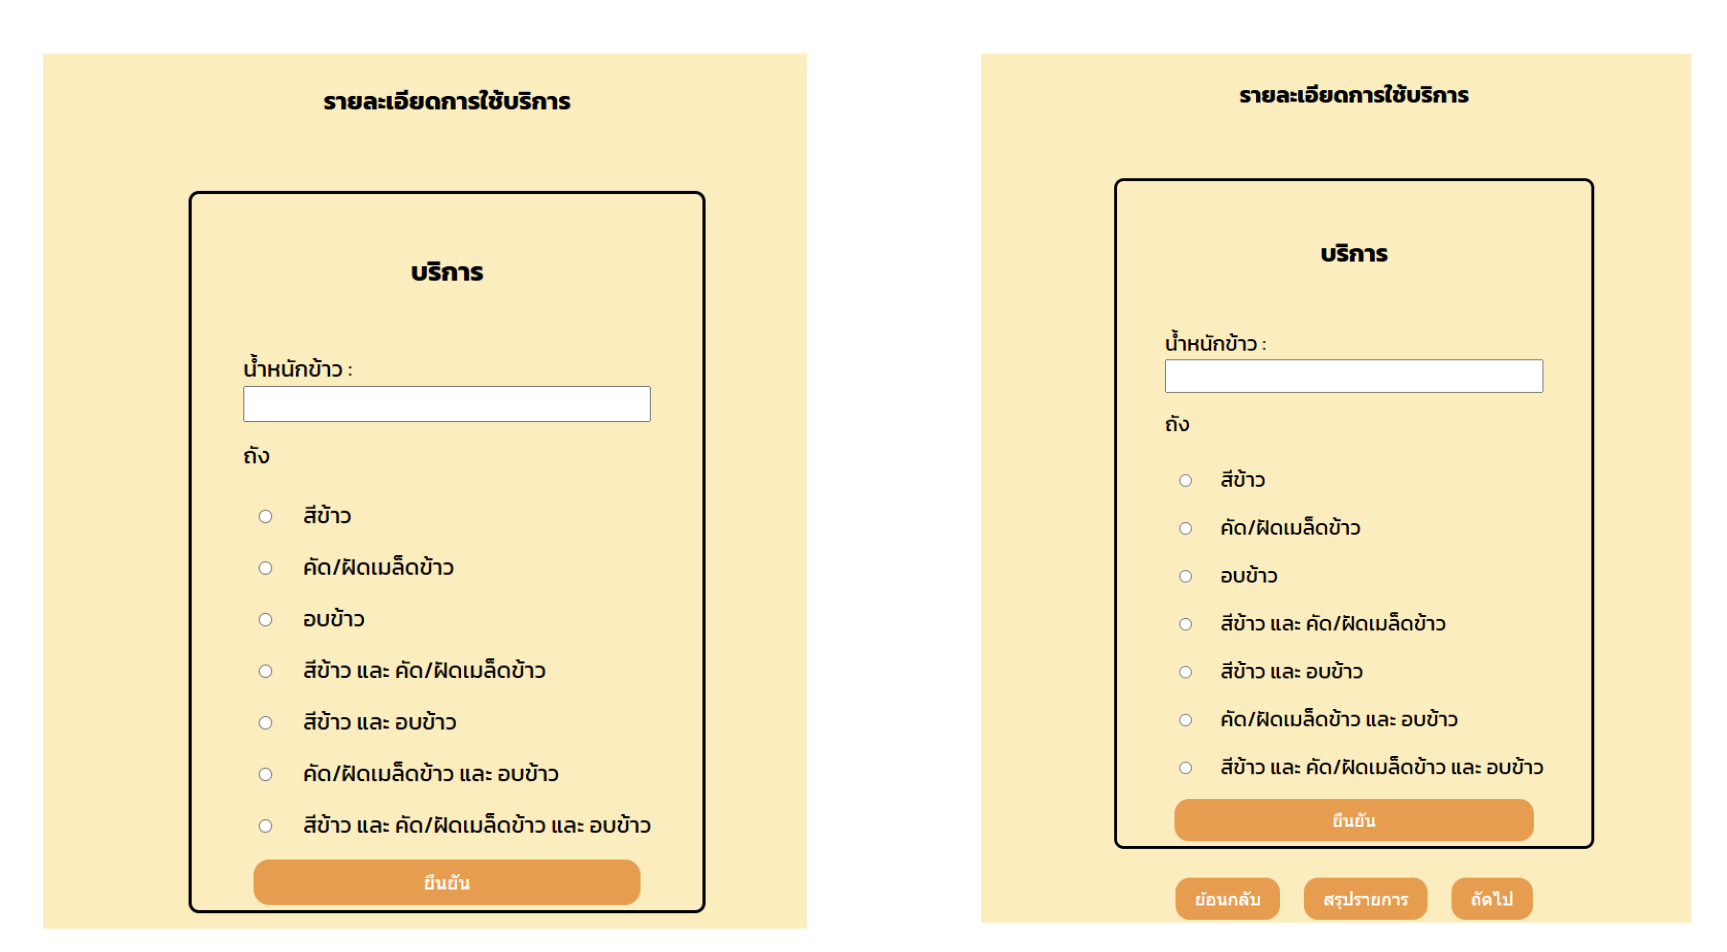 รายละเอียดการใช้บริการ
บริการ
น้ำหนักข้าว :
ถัง
สีข้าว
คัด/ฝัดเมล็ดข้าว
อบข้าว
สีข้าว และ คัด/ฝัดเมล็ดข้าว
สีข้าว และ อบข้าว
คัด/ฝัดเมล็ดข้าว และ อบข้าว
สีข้าว และ คัด/ฝัดเมล็ดข้าว และ อบข้าว
ยืนยัน
รายละเอียดการใช้บริการ
บริการ
น้ำหนักข้าว :
ถัง
สีข้าว
คัด/ฝัดเมล็ดข้าว
อบข้าว
สีข้าว และ คัด/ฝัดเมล็ดข้าว
สีข้าว และ อบข้าว
คัด/ฝัดเมล็ดข้าว และ อบข้าว
สีข้าว และ คัด/ฝัดเมล็ดข้าว และ อบข้าว
ยืนยัน
ย้อนกลับ สรุปรายการ ถัดไป